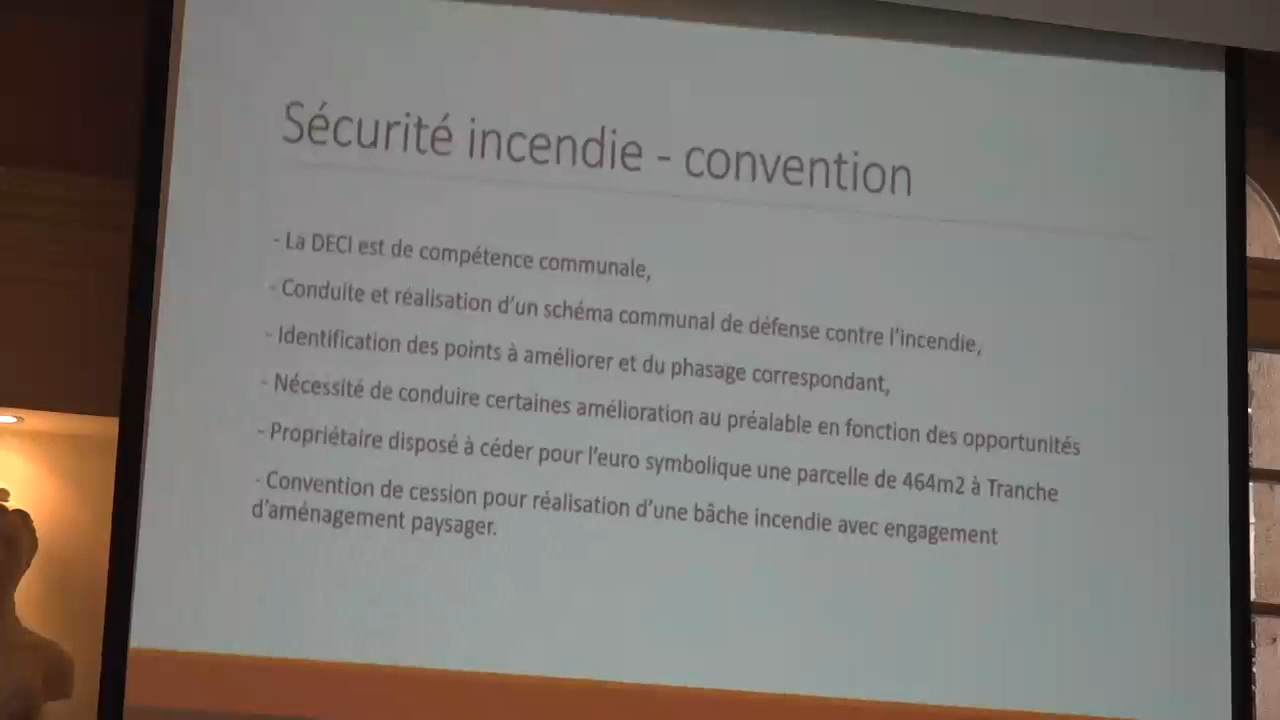 Sécurité incendie - convention
- La DECI est de compétence communale,
- Conduite et réalisation d'un schéma communal de défense contre l'incendie,
- Identification des points à améliorer et du phasage correspondant,
- Nécessité de conduire certaines amélioration au préalable en fonction des opportunités
- Propriétaire disposé à céder pour l'euro symbolique une parcelle de 464m2 à Tranche
- Convention de cession pour réalisation d'une bâche incendie avec engagement
d'aménagement paysager.